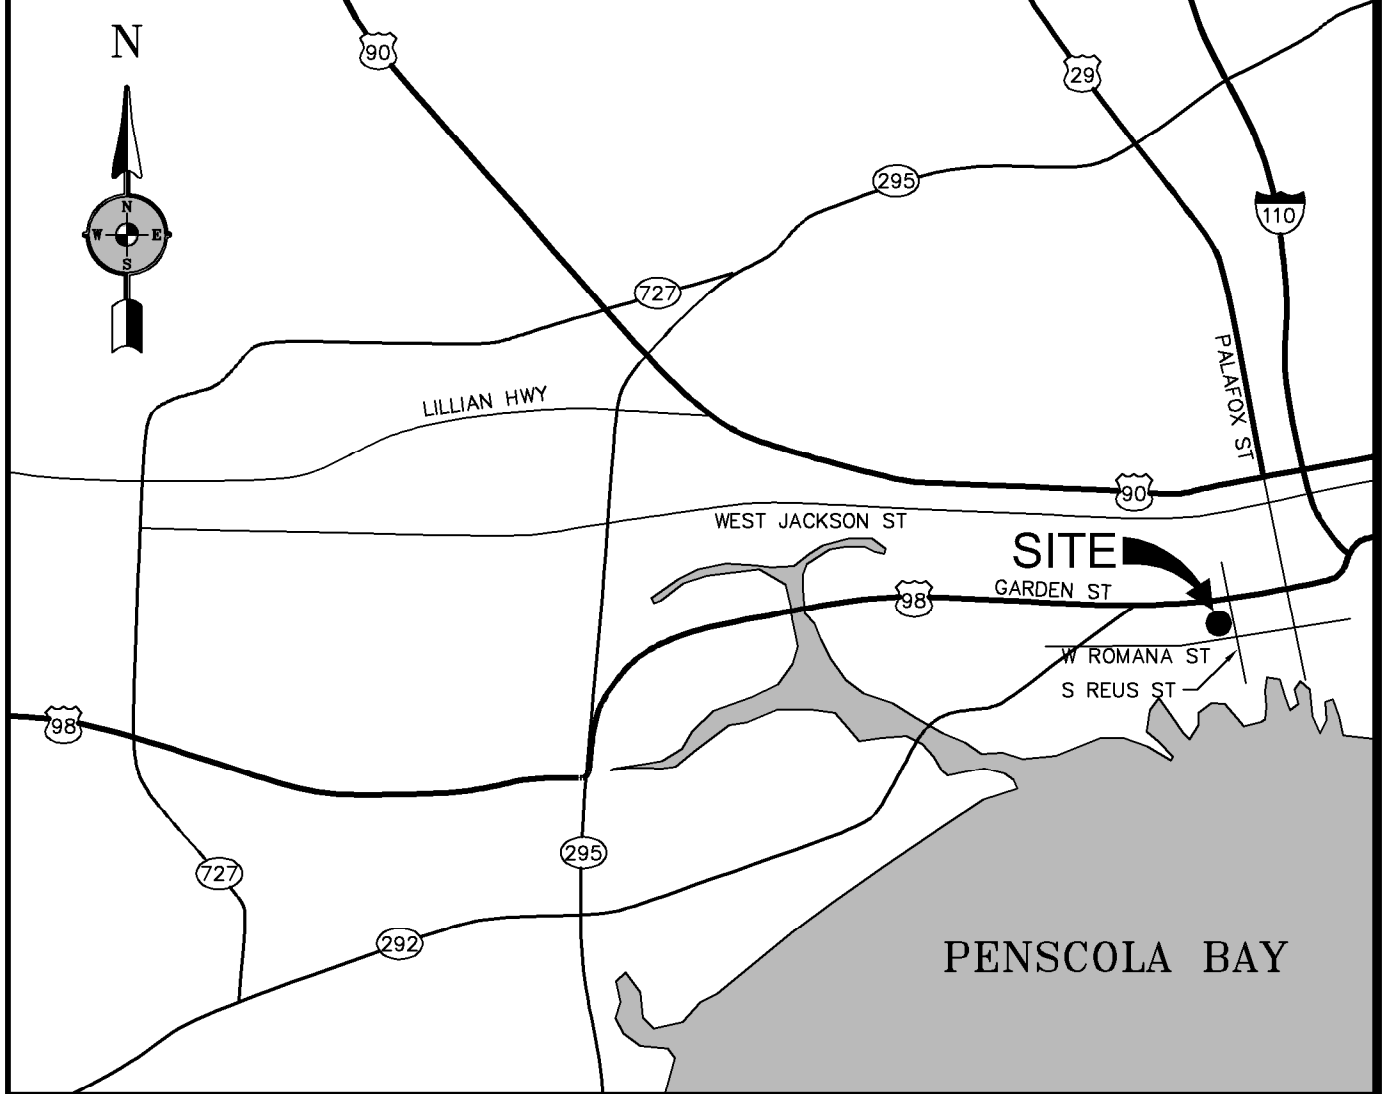 N
90
29
295
110
N
W E
S
727
PALAFOX ST
LILLIAN HWY
90
WEST JACKSON ST
SITE
GARDEN ST
98
W ROMANA ST
S REUS ST
98
295
727
292
PENSCOLA BAY